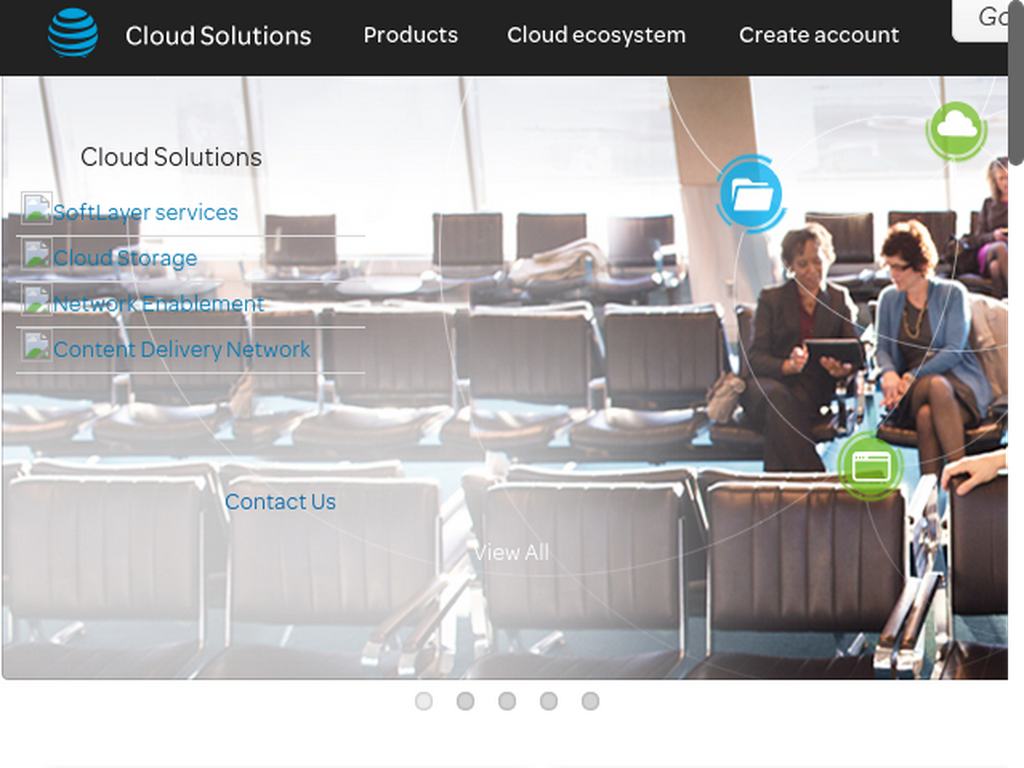 Cloud Solutions
Products
Cloud ecosystem
Create account
Cloud Solutions
SoftLayer services
Cloud Storage
Network Enablement
Content Delivery Network
Contact Us
View All